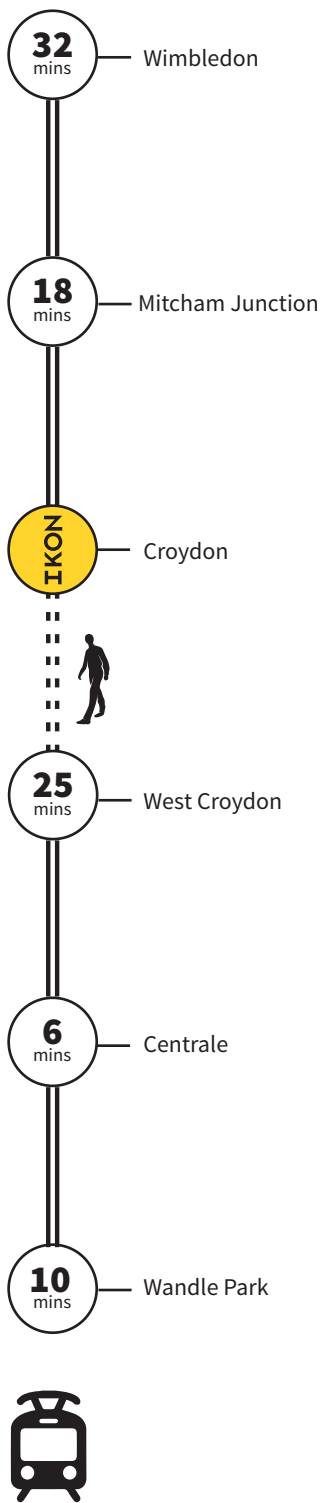 32
mins
Wimbledon
18
mins
Mitcham Junction
IKON
Croydon
25
mins
West Croydon
6
mins
Centrale
10
mins
Wandle Park